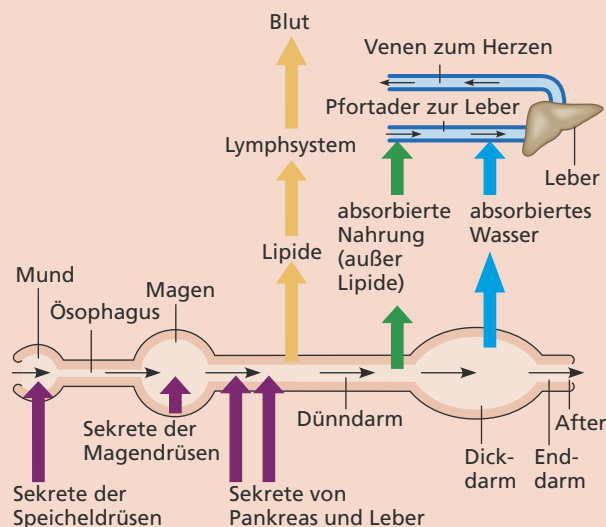 Blut
Venen zum Herzen
Pfortader zur Leber
Lymphsystem
Leber
absorbierte
Nahrung
(außer
Lipide)
absorbiertes
Wasser
Lipide
Mund
Ösophagus
Magen
Dünndarm
After
Sekrete der
Magendrüsen
Dick-
darm
End-
darm
Sekrete der
Speicheldrüsen
Sekrete von
Pankreas und Leber